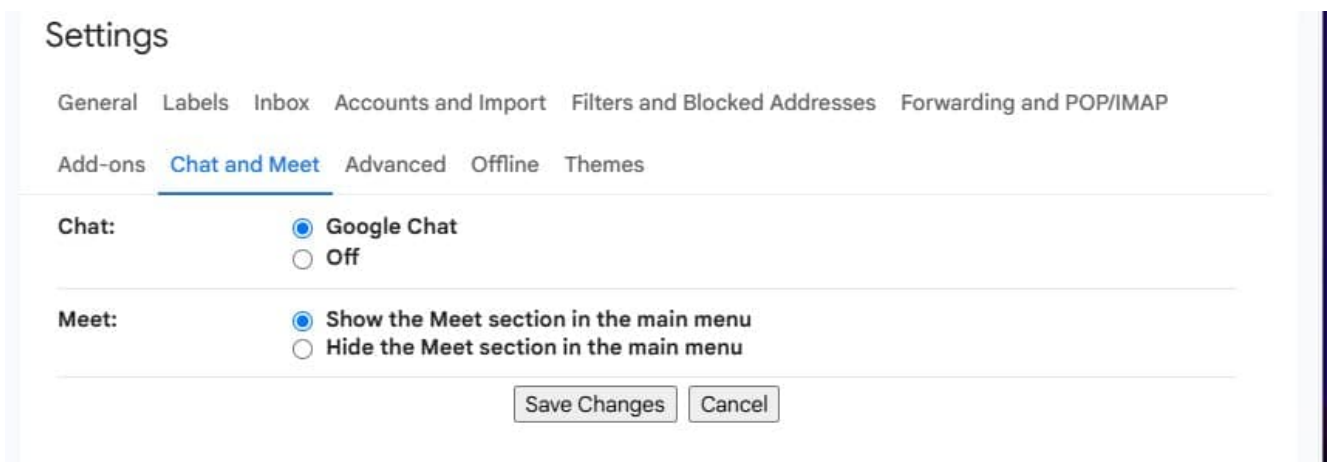 Settings
General Labels Inbox Accounts and Import Filters and Blocked Addresses Forwarding and POP/IMAP
Add-ons Chat and Meet Advanced Offline Themes
Chat: Google Chat
Off
Meet: Show the Meet section in the main menu
Hide the Meet section in the main menu
Save Changes Cancel